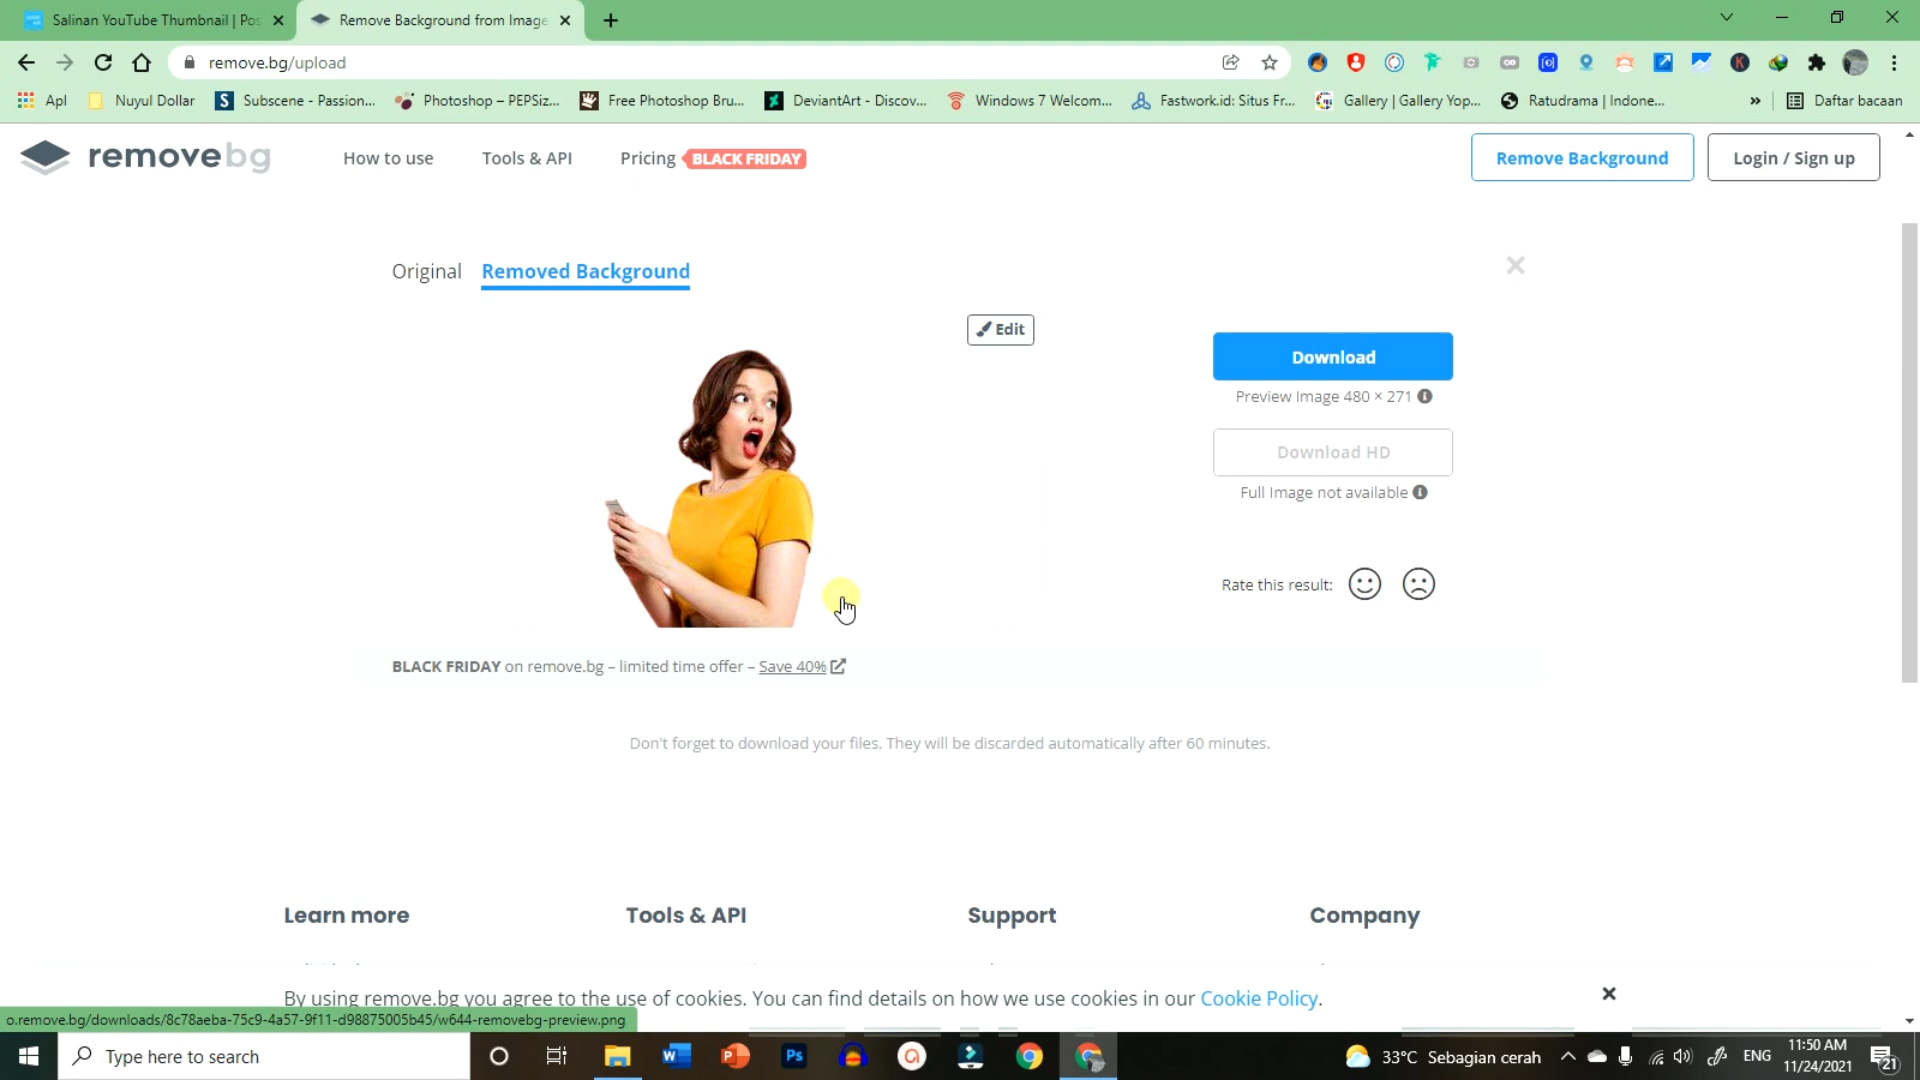 Salinan YouTube Thumbnail | Pos
Remove Background from Image
remove.bg/upload
Apl
Nuyul Dollar
Subscene - Passion...
Photoshop – PEPSiz...
Free Photoshop Bru...
DeviantArt - Discov...
Windows 7 Welcom...
Fastwork.id: Situs Fr...
Gallery | Gallery Yop...
Ratudrama | Indone...
»
Daftar bacaan
removebg
How to use
Tools & API
Pricing
BLACK FRIDAY
Remove Background
Login / Sign up
Original
Removed Background
Edit
Download
Preview Image 480 × 271
Download HD
Full Image not available
Rate this result:
BLACK FRIDAY on remove.bg – limited time offer – Save 40%
Don't forget to download your files. They will be discarded automatically after 60 minutes.
Learn more
Tools & API
Support
Company
By using remove.bg you agree to the use of cookies. You can find details on how we use cookies in our Cookie Policy.
o.remove.bg/downloads/8c78aeba-75c9-4a57-9f11-d98875005b45/w644-removebg-preview.png
Type here to search
33°C Sebagian cerah
ENG
11:50 AM
11/24/2021
21